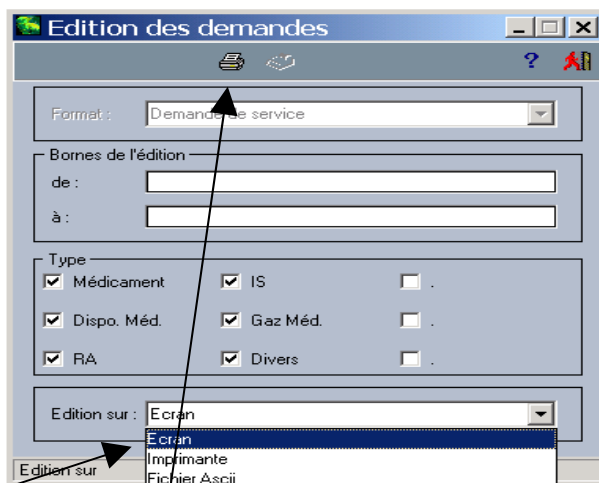 Edition des demandes
?
Format : Demande de service
Bornes de l'édition
de :
à :
Type
Médicament IS .
Dispo. Méd. Gaz Méd. .
RA Divers .
Edition sur : Ecran
Ecran
Imprimante
Edition sur
Fichier Ascii